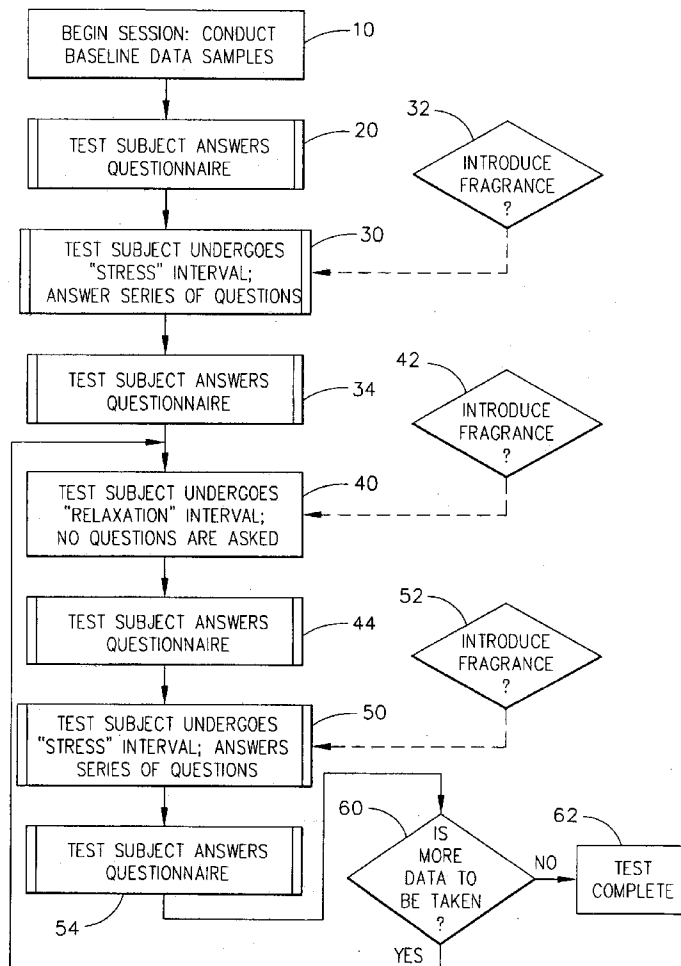 BEGIN SESSION: CONDUCT
BASELINE DATA SAMPLES
10
TEST SUBJECT ANSWERS
QUESTIONNAIRE
20
32
INTRODUCE
FRAGRANCE
?
TEST SUBJECT UNDERGOES
"STRESS" INTERVAL;
ANSWER SERIES OF QUESTIONS
30
TEST SUBJECT ANSWERS
QUESTIONNAIRE
34
42
INTRODUCE
FRAGRANCE
?
TEST SUBJECT UNDERGOES
"RELAXATION" INTERVAL;
NO QUESTIONS ARE ASKED
40
TEST SUBJECT ANSWERS
QUESTIONNAIRE
44
52
INTRODUCE
FRAGRANCE
?
TEST SUBJECT UNDERGOES
"STRESS" INTERVAL; ANSWERS
SERIES OF QUESTIONS
50
TEST SUBJECT ANSWERS
QUESTIONNAIRE
54
60
IS
MORE
DATA TO
BE TAKEN
?
NO
YES
62
TEST
COMPLETE